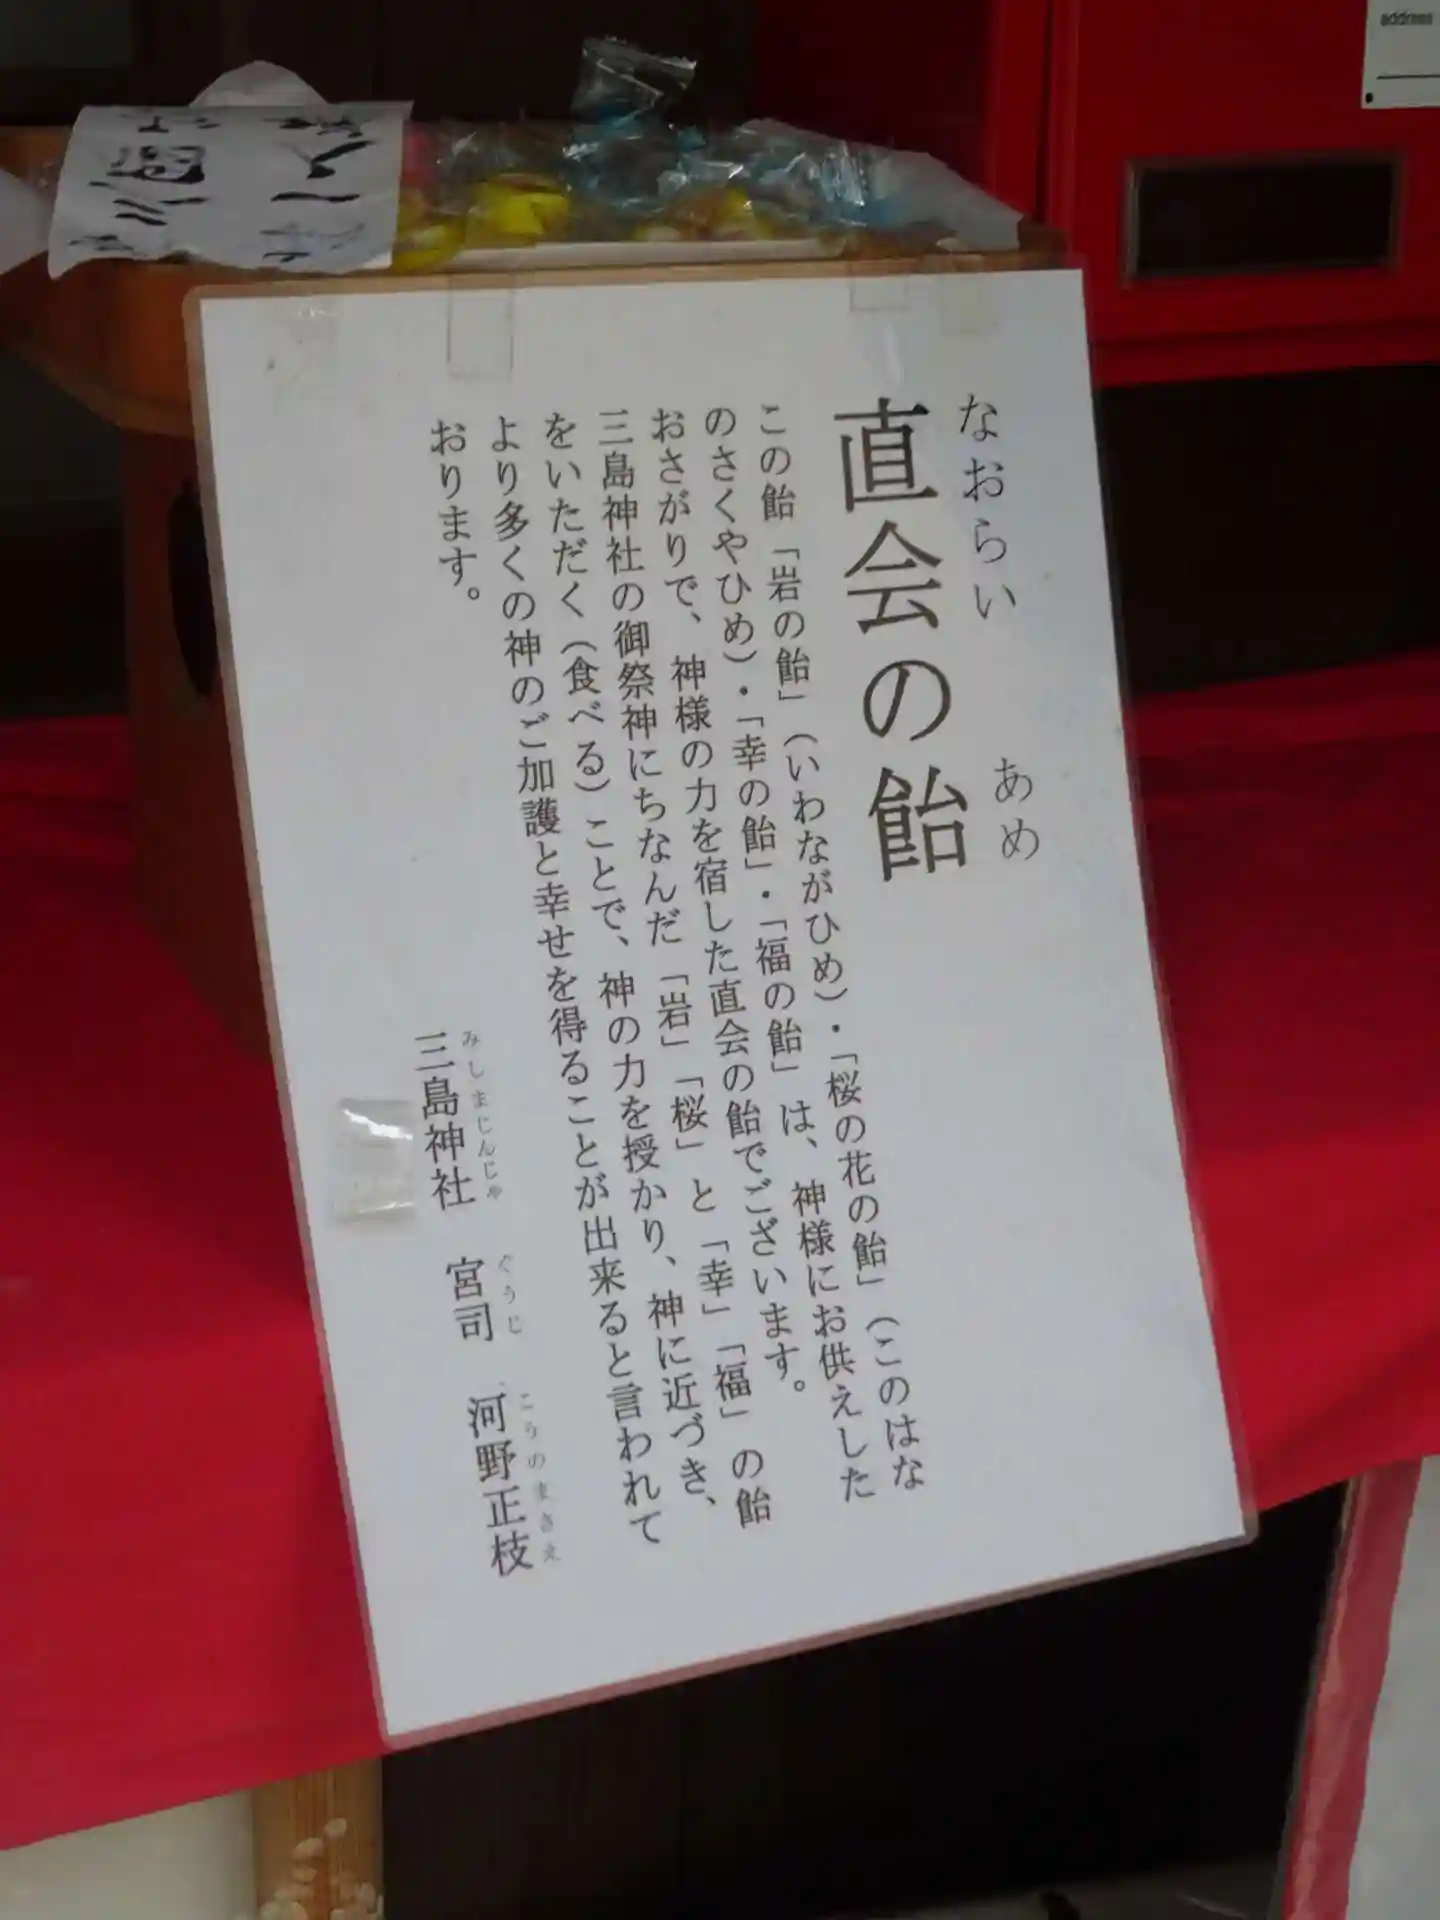 なおらい　あめ
直会の飴
この飴「岩の飴」（いわながひめ）・「桜の花の飴」（このはな
のさくやひめ）・「幸の飴」・「福の飴」は、神様にお供えした
おさがりで、神様の力を宿した直会の飴でございます。
三島神社の御祭神にちなんだ「岩」「桜」と「幸」「福」の飴
をいただく（食べる）ことで、神の力を授かり、神に近づき、
より多くの神のご加護と幸せを得ることが出来ると言われて
おります。
みしまじんじゃ　ぐうじ　こうのまさえ
三島神社　宮司　河野正枝
address